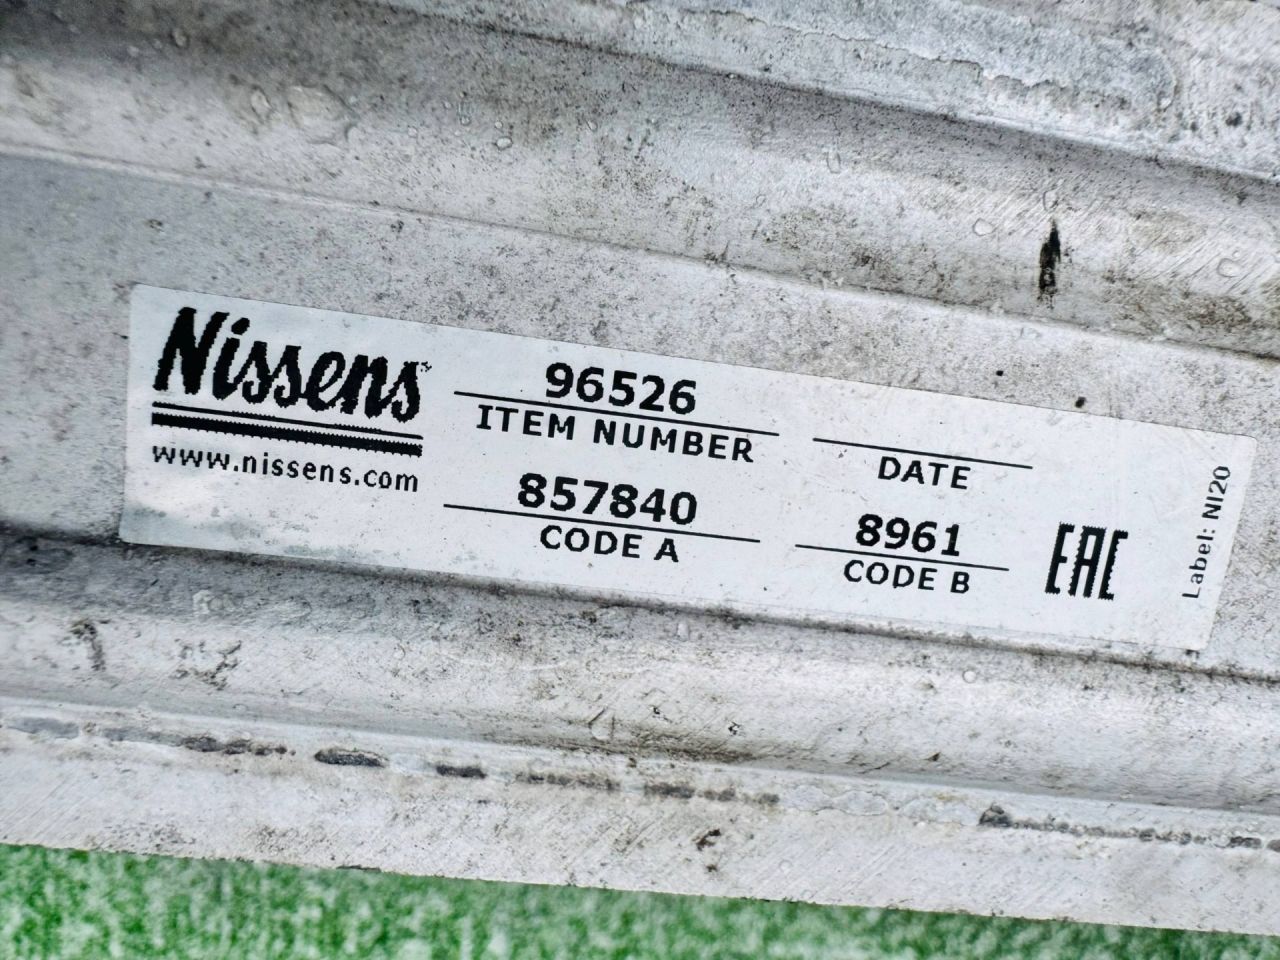 Nissens
www.nissens.com
96526
ITEM NUMBER
DATE
857840
CODE A
8961
CODE B
EAC
Label: NI20